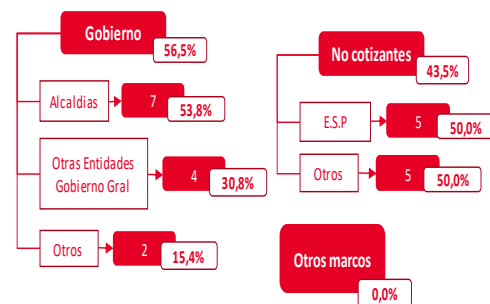 Gobierno
56,5%
Alcaldias
7
53,8%
Otras Entidades
Gobierno Gral
4
30,8%
Otros
2
15,4%
No cotizantes
43,5%
E.S.P
5
50,0%
Otros
5
50,0%
Otros marcos
0,0%